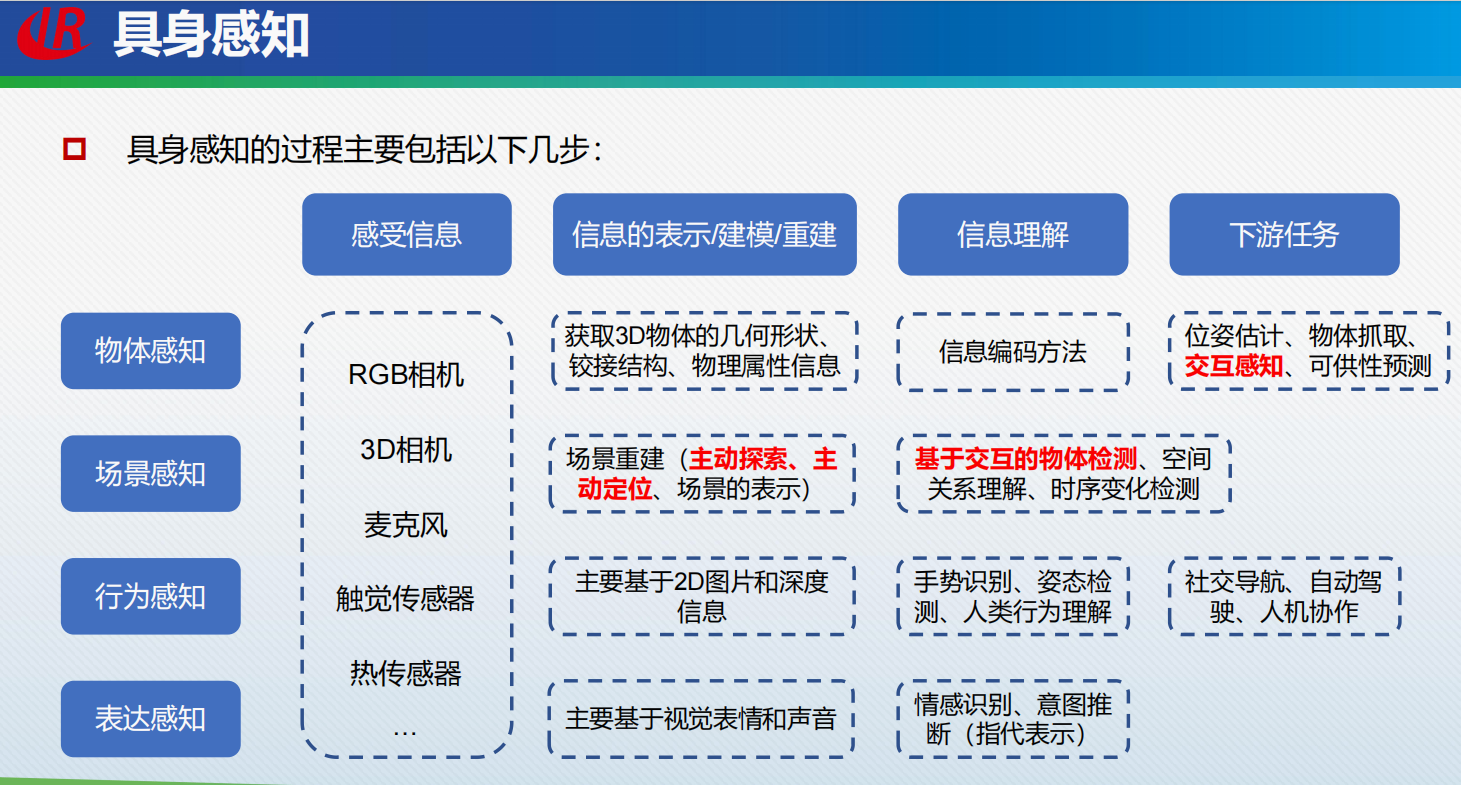 IR
具身感知
具身感知的过程主要包括以下几步：
感受信息
信息的表示/建模/重建
信息理解
下游任务
物体感知
获取3D物体的几何形状、
铰接结构、物理属性信息
信息编码方法
位姿估计、物体抓取、
交互感知、可供性预测
RGB相机
3D相机
麦克风
触觉传感器
热传感器
…
场景感知
场景重建（主动探索、主
动定位、场景的表示）
基于交互的物体检测、空间
关系理解、时序变化检测
行为感知
主要基于2D图片和深度
信息
手势识别、姿态检
测、人类行为理解
社交导航、自动驾
驶、人机协作
表达感知
主要基于视觉表情和声音
情感识别、意图推
断（指代表示）